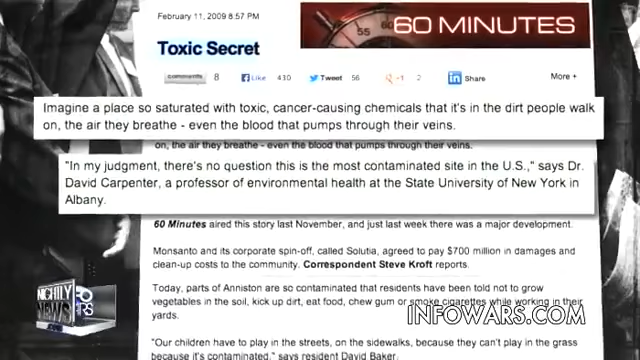 February 11, 2009 8:57 PM
60 MINUTES
Toxic Secret
comments 8 Like 430 Twitter 56 +1 2 in Share More +
Imagine a place so saturated with toxic, cancer-causing chemicals that it's in the dirt people walk
on, the air they breathe - even the blood that pumps through their veins.
on, the air they breathe - even the blood that pumps through their veins.
"In my judgment, there's no question this is the most contaminated site in the U.S.," says Dr.
David Carpenter, a professor of environmental health at the State University of New York in
Albany.
60 Minutes aired this story last November, and just last week there was a major development.
Monsanto and its corporate spin-off, called Solutia, agreed to pay $700 million in damages and
clean-up costs to the community. Correspondent Steve Kroft reports.
Today, parts of Anniston are so contaminated that residents have been told not to grow
vegetables in the soil, kick up dirt, eat food, chew gum or smoke cigarettes while working in their
yards.
"Our children have to play in the streets, on the sidewalks, because they can't play in the grass
because it's contaminated," says resident David Baker.
NIGHTLY
NEWS
INFOWARS.COM